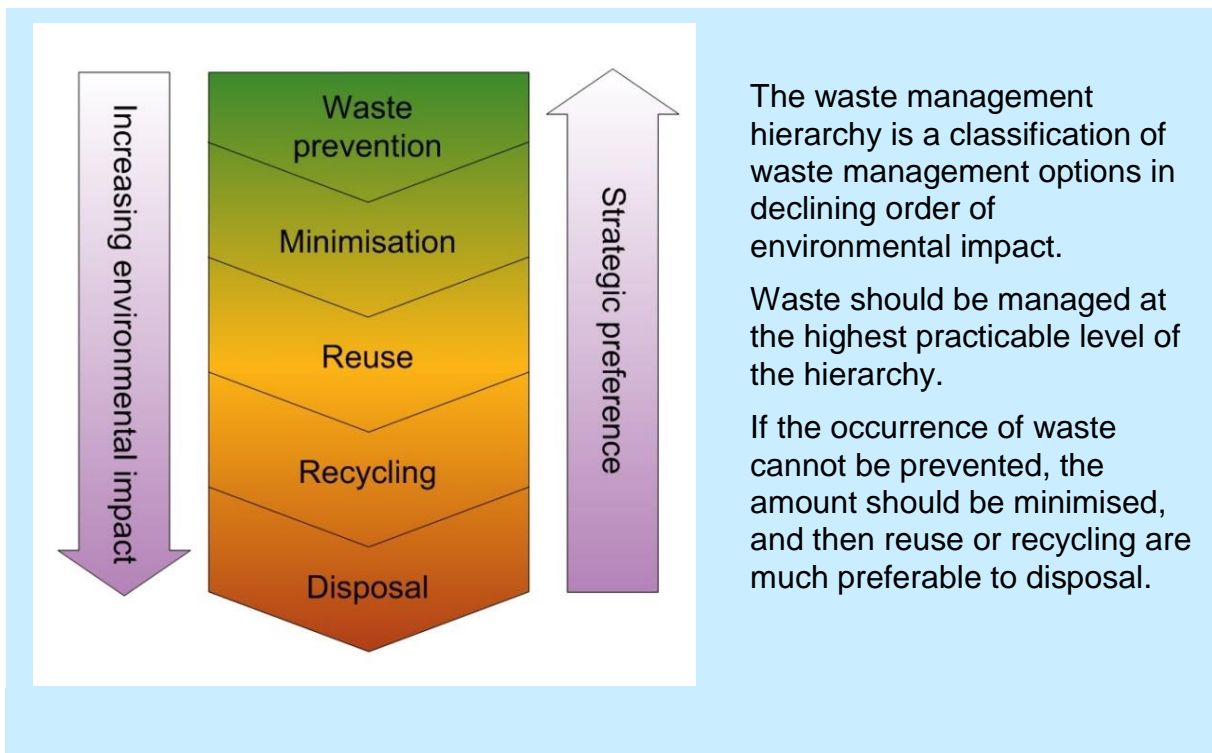 Increasing environmental impact
Waste
prevention
Minimisation
Reuse
Recycling
Disposal
Strategic preference
The waste management
hierarchy is a classification of
waste management options in
declining order of
environmental impact.
Waste should be managed at
the highest practicable level of
the hierarchy.
If the occurrence of waste
cannot be prevented, the
amount should be minimised,
and then reuse or recycling are
much preferable to disposal.